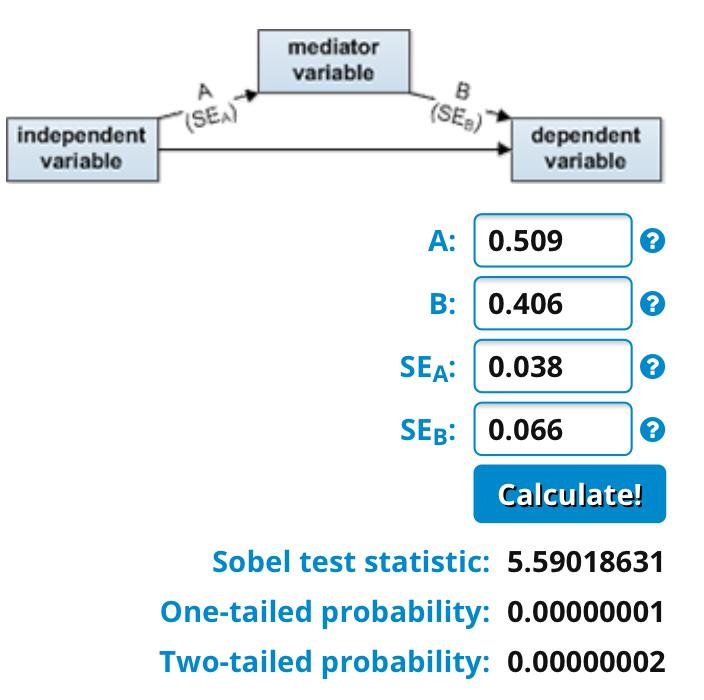 mediator
variable
A
(SEA)
B
(SEB)
independent
variable
dependent
variable
A: 0.509 ?
B: 0.406 ?
SEA: 0.038 ?
SEB: 0.066 ?
Calculate!
Sobel test statistic: 5.59018631
One-tailed probability: 0.00000001
Two-tailed probability: 0.00000002